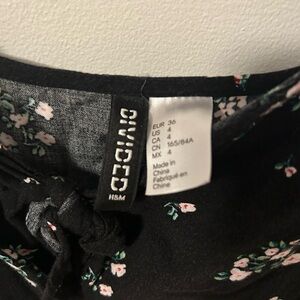 DIVIDED
H&M
EUR 36
US 4
CA 4
CN 165/84A
MX 4
Made in
China
Fabriqué en
Chine